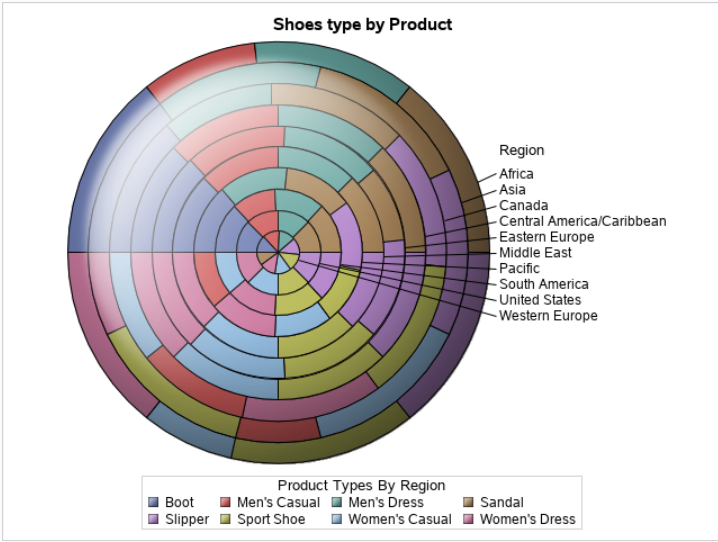 Shoes type by Product
Region
Africa
Asia
Canada
Central America/Caribbean
Eastern Europe
Middle East
Pacific
South America
United States
Western Europe
Product Types By Region
Boot Men's Casual Men's Dress Sandal
Slipper Sport Shoe Women's Casual Women's Dress